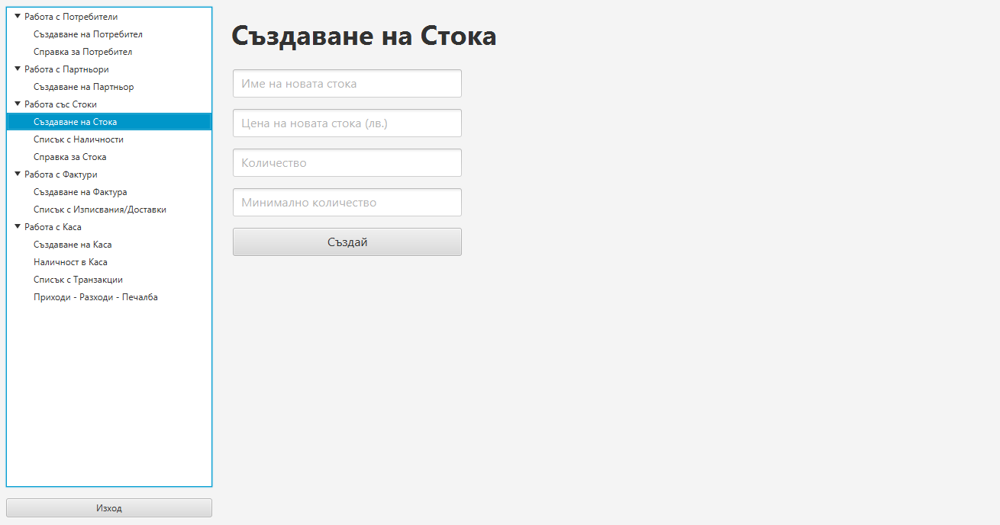 Работа с Потребители
Създаване на Потребител
Справка за Потребител
Работа с Партньори
Създаване на Партньор
Работа със Стоки
Създаване на Стока
Списък с Наличности
Справка за Стока
Работа с Фактури
Създаване на Фактура
Списък с Изписвания/Доставки
Работа с Каса
Създаване на Каса
Наличност в Каса
Списък с Транзакции
Приходи - Разходи - Печалба
Изход
Създаване на Стока
Име на новата стока
Цена на новата стока (лв.)
Количество
Минимално количество
Създай